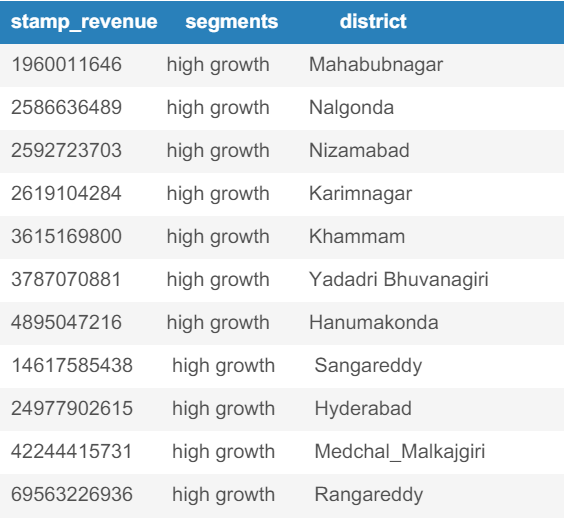 stamp_revenue segments district
1960011646 high growth Mahabubnagar
2586636489 high growth Nalgonda
2592723703 high growth Nizamabad
2619104284 high growth Karimnagar
3615169800 high growth Khammam
3787070881 high growth Yadadri Bhuvanagiri
4895047216 high growth Hanumakonda
14617585438 high growth Sangareddy
24977902615 high growth Hyderabad
42244415731 high growth Medchal_Malkajgiri
69563226936 high growth Rangareddy